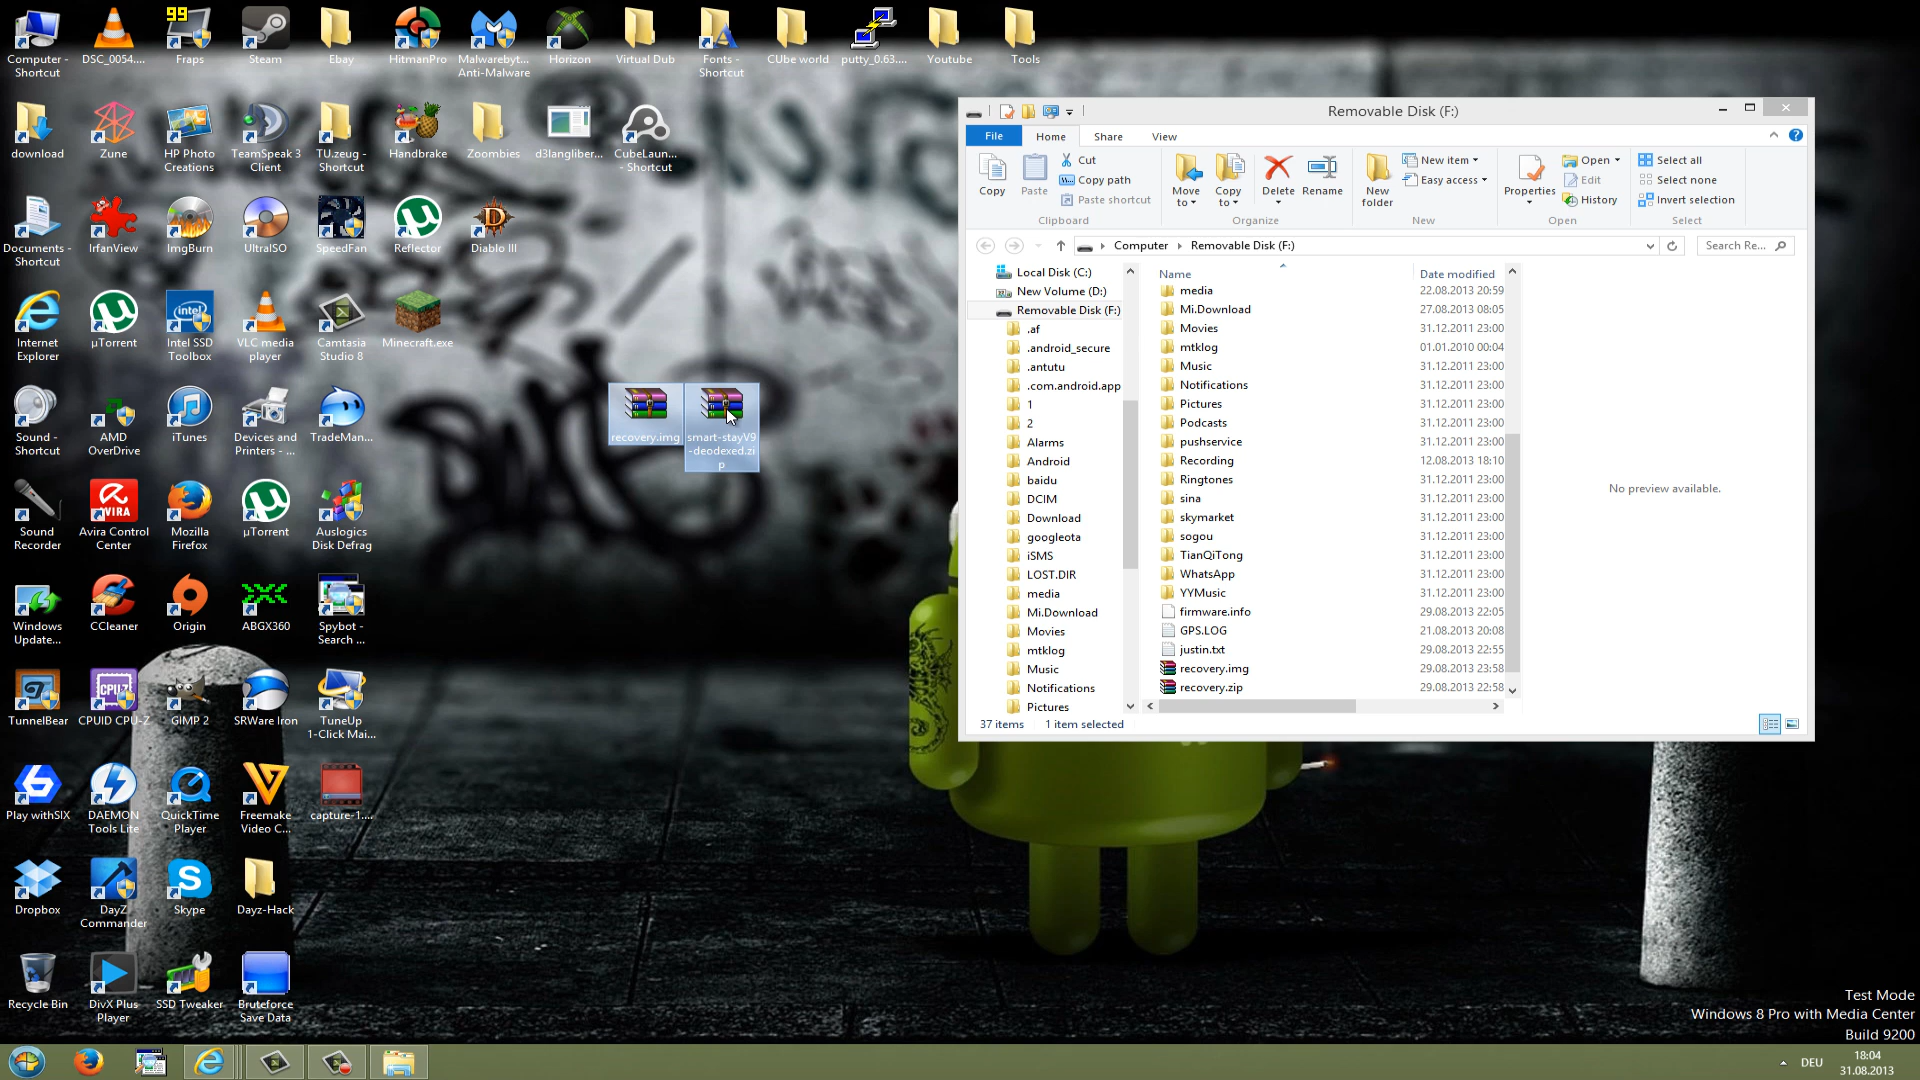 99
Computer -
Shortcut
DSC_0054....
Fraps
Steam
Ebay
HitmanPro
Malwarebyt...
Anti-Malware
Horizon
Virtual Dub
Fonts -
Shortcut
CUbe world
putty_0.63....
Youtube
Tools
download
Zune
HP Photo
Creations
TeamSpeak 3
Client
TU.zeug -
Shortcut
Handbrake
Zoombies
d3langliber...
CubeLaun...
- Shortcut
Documents -
Shortcut
IrfanView
ImgBurn
UltraISO
SpeedFan
Reflector
Diablo III
Internet
Explorer
µTorrent
Intel SSD
Toolbox
VLC media
player
Camtasia
Studio 8
Minecraft.exe
Sound -
Shortcut
AMD
OverDrive
iTunes
Devices and
Printers - ...
TradeMan...
recovery.img
smart-stayV9
-deodexed.zi
p
Sound
Recorder
Avira Control
Center
Mozilla
Firefox
µTorrent
Auslogics
Disk Defrag
Windows
Update...
CCleaner
Origin
ABGX360
Spybot -
Search ...
TunnelBear
CPUID CPU-Z
GIMP 2
SRWare Iron
TuneUp
1-Click Mai...
Play withSIX
DAEMON
Tools Lite
QuickTime
Player
Freemake
Video C...
capture-1....
Dropbox
DayZ
Commander
Skype
Dayz-Hack
Recycle Bin
DivX Plus
Player
SSD Tweaker
Bruteforce
Save Data
Removable Disk (F:)
File
Home
Share
View
Copy
Paste
Cut
Copy path
Paste shortcut
Clipboard
Move
to
Copy
to
Delete
Rename
Organize
New
folder
New item
Easy access
New
Properties
Open
Edit
History
Open
Select all
Select none
Invert selection
Select
Computer
Removable Disk (F:)
Search Re...
Local Disk (C:)
New Volume (D:)
Removable Disk (F:)
.af
.android_secure
.antutu
.com.android.app
1
2
Alarms
Android
baidu
DCIM
Download
googleota
iSMS
LOST.DIR
media
Mi.Download
Movies
mtklog
Music
Notifications
Pictures
Name Date modified
media 22.08.2013 20:59
Mi.Download 27.08.2013 08:05
Movies 31.12.2011 23:00
mtklog 01.01.2010 00:04
Music 31.12.2011 23:00
Notifications 31.12.2011 23:00
Pictures 31.12.2011 23:00
Podcasts 31.12.2011 23:00
pushservice 31.12.2011 23:00
Recording 12.08.2013 18:10
Ringtones 31.12.2011 23:00
sina 31.12.2011 23:00
skymarket 31.12.2011 23:00
sogou 31.12.2011 23:00
TianQiTong 31.12.2011 23:00
WhatsApp 31.12.2011 23:00
YYMusic 31.12.2011 23:00
firmware.info 29.08.2013 22:05
GPS.LOG 21.08.2013 20:08
justin.txt 29.08.2013 22:55
recovery.img 29.08.2013 23:58
recovery.zip 29.08.2013 22:58
No preview available.
37 items 1 item selected
Test Mode
Windows 8 Pro with Media Center
Build 9200
DEU
18:04
31.08.2013